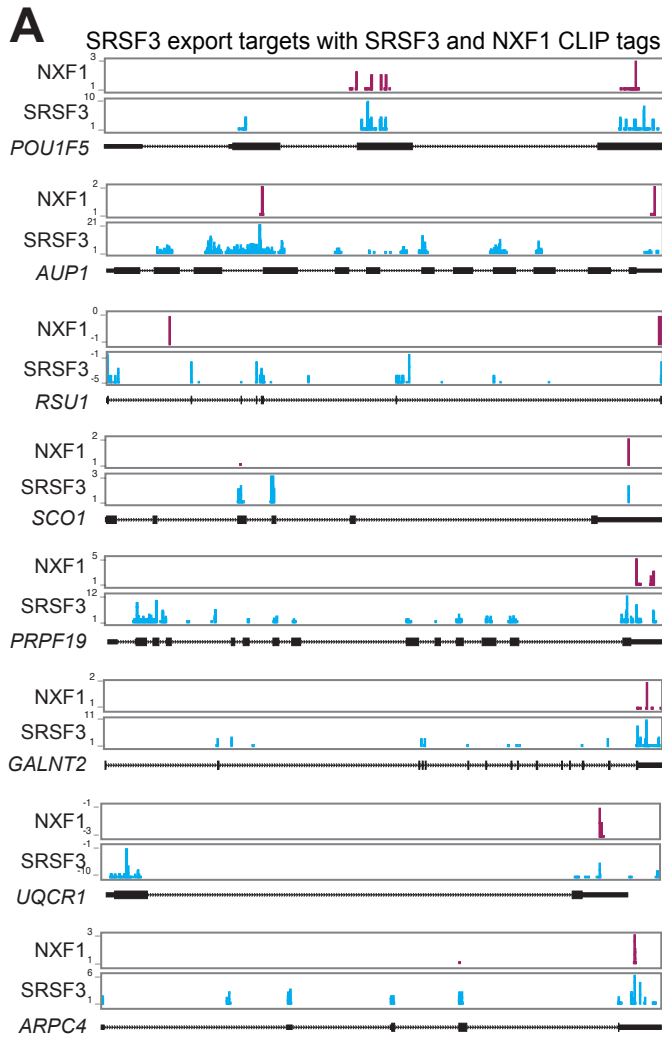 A
SRSF3 export targets with SRSF3 and NXF1 CLIP tags
NXF1 3 1
SRSF3 10 1
POU1F5
NXF1 2 1
SRSF3 21 1
AUP1
NXF1 0 -1
SRSF3 -1 -5
RSU1
NXF1 2 1
SRSF3 3 1
SCO1
NXF1 5 1
SRSF3 12 1
PRPF19
NXF1 2 1
SRSF3 11 1
GALNT2
NXF1 -1 -3
SRSF3 -1 -10
UQCR1
NXF1 3 1
SRSF3 6 1
ARPC4